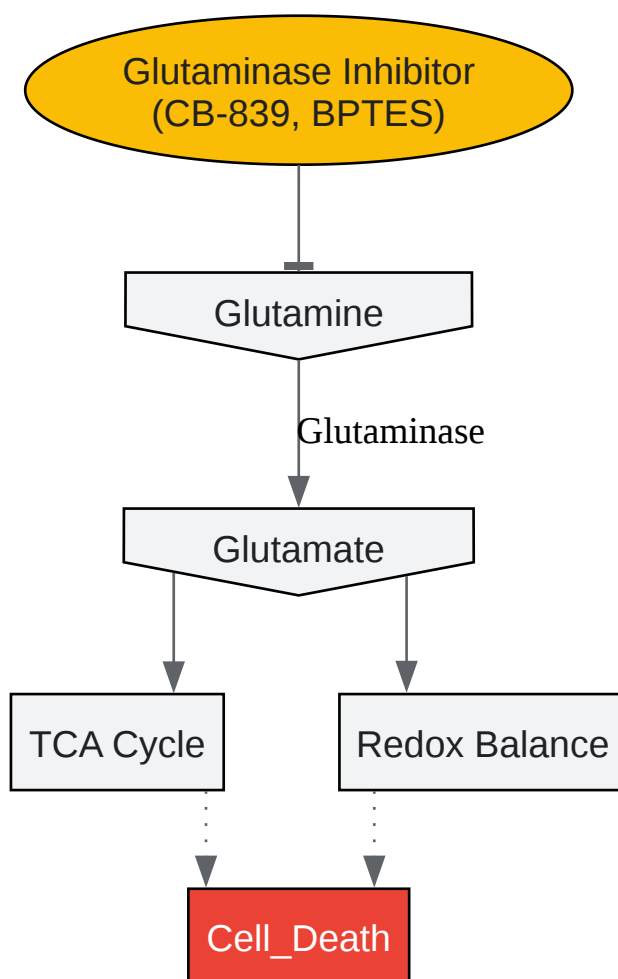 Glutaminase Inhibitor
(CB-839, BPTES)
Glutamine
Glutaminase
Glutamate
TCA Cycle
Redox Balance
Cell_Death